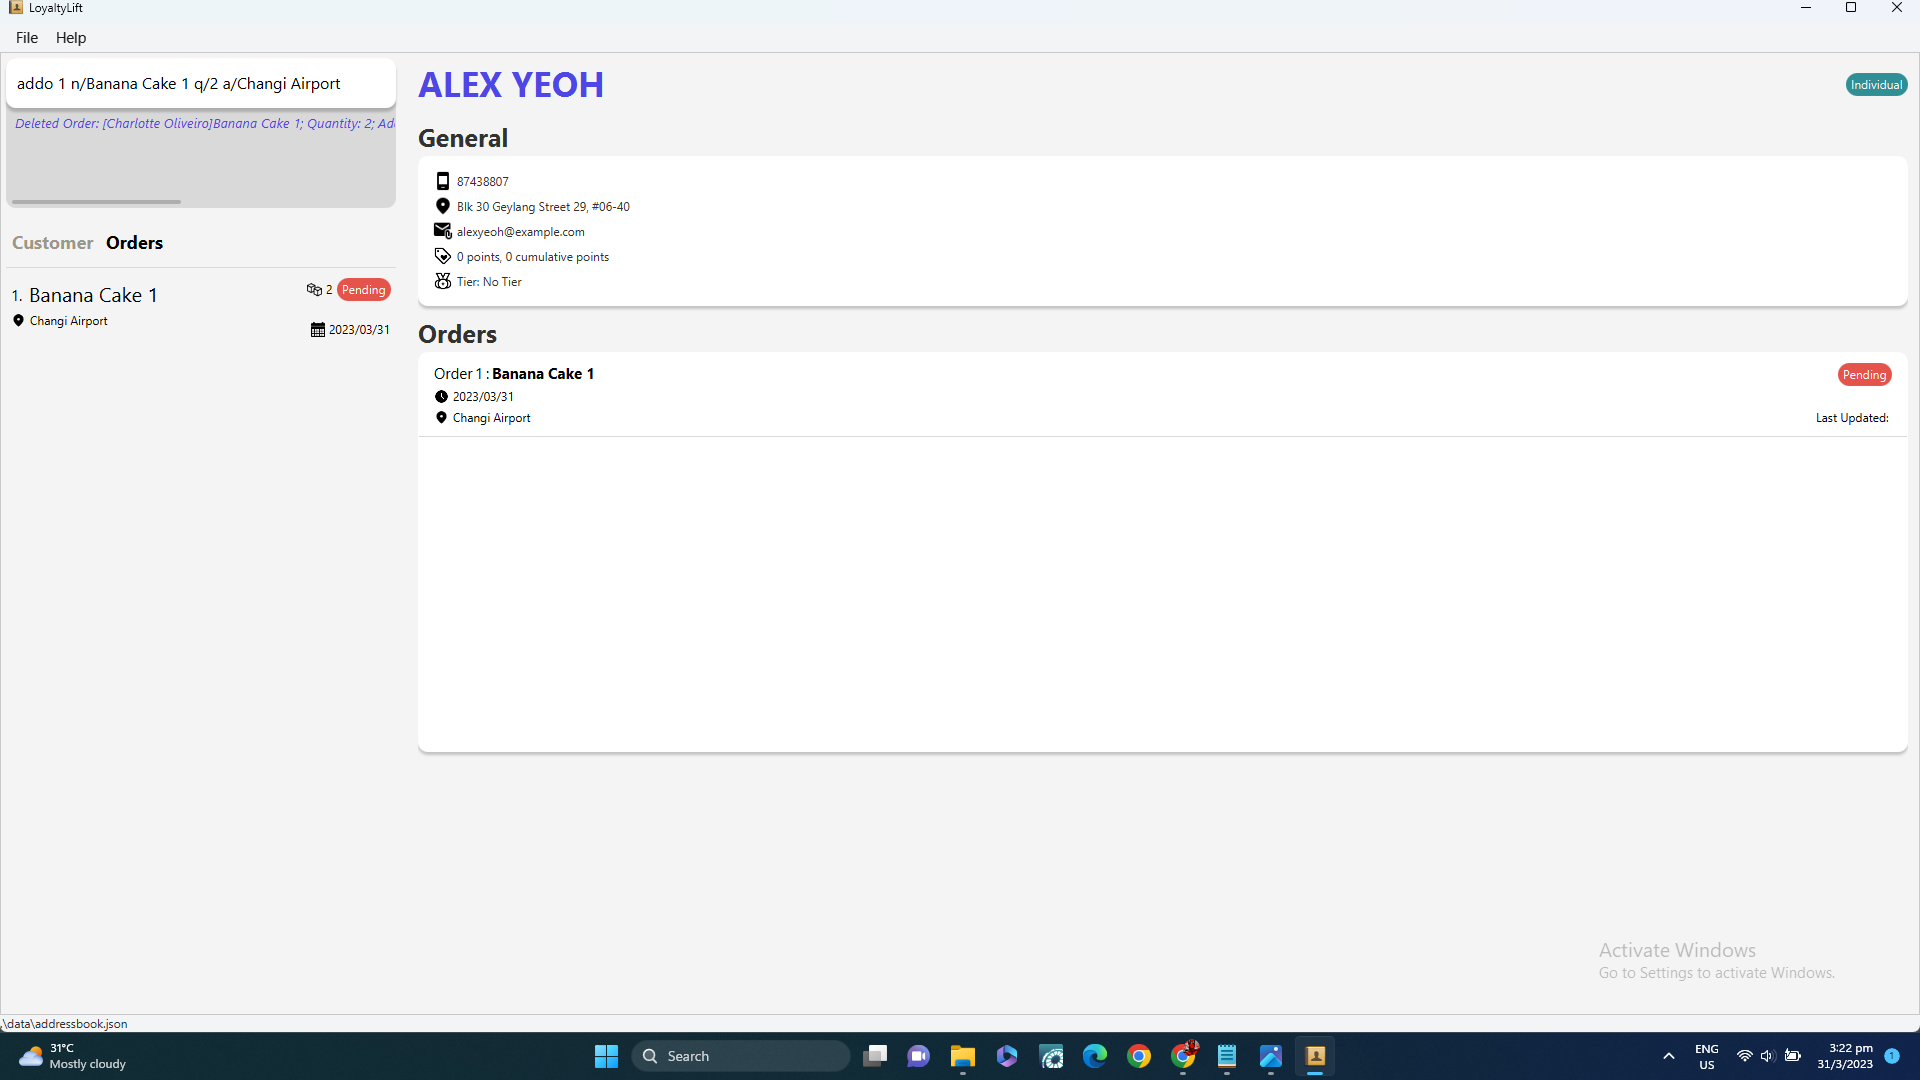 LoyaltyLift
File Help
addo 1 n/Banana Cake 1 q/2 a/Changi Airport
Deleted Order: [Charlotte Oliveiro]Banana Cake 1; Quantity: 2; Ad
Customer Orders
1. Banana Cake 1
2 Pending
Changi Airport
2023/03/31
ALEX YEOH
Individual
General
87438807
Blk 30 Geylang Street 29, #06-40
alexyeoh@example.com
0 points, 0 cumulative points
Tier: No Tier
Orders
Order 1 : Banana Cake 1
Pending
2023/03/31
Changi Airport
Last Updated:
Activate Windows
Go to Settings to activate Windows.
.\data\addressbook.json
31°C
Mostly cloudy
Search
ENG
US
3:22 pm
31/3/2023
1